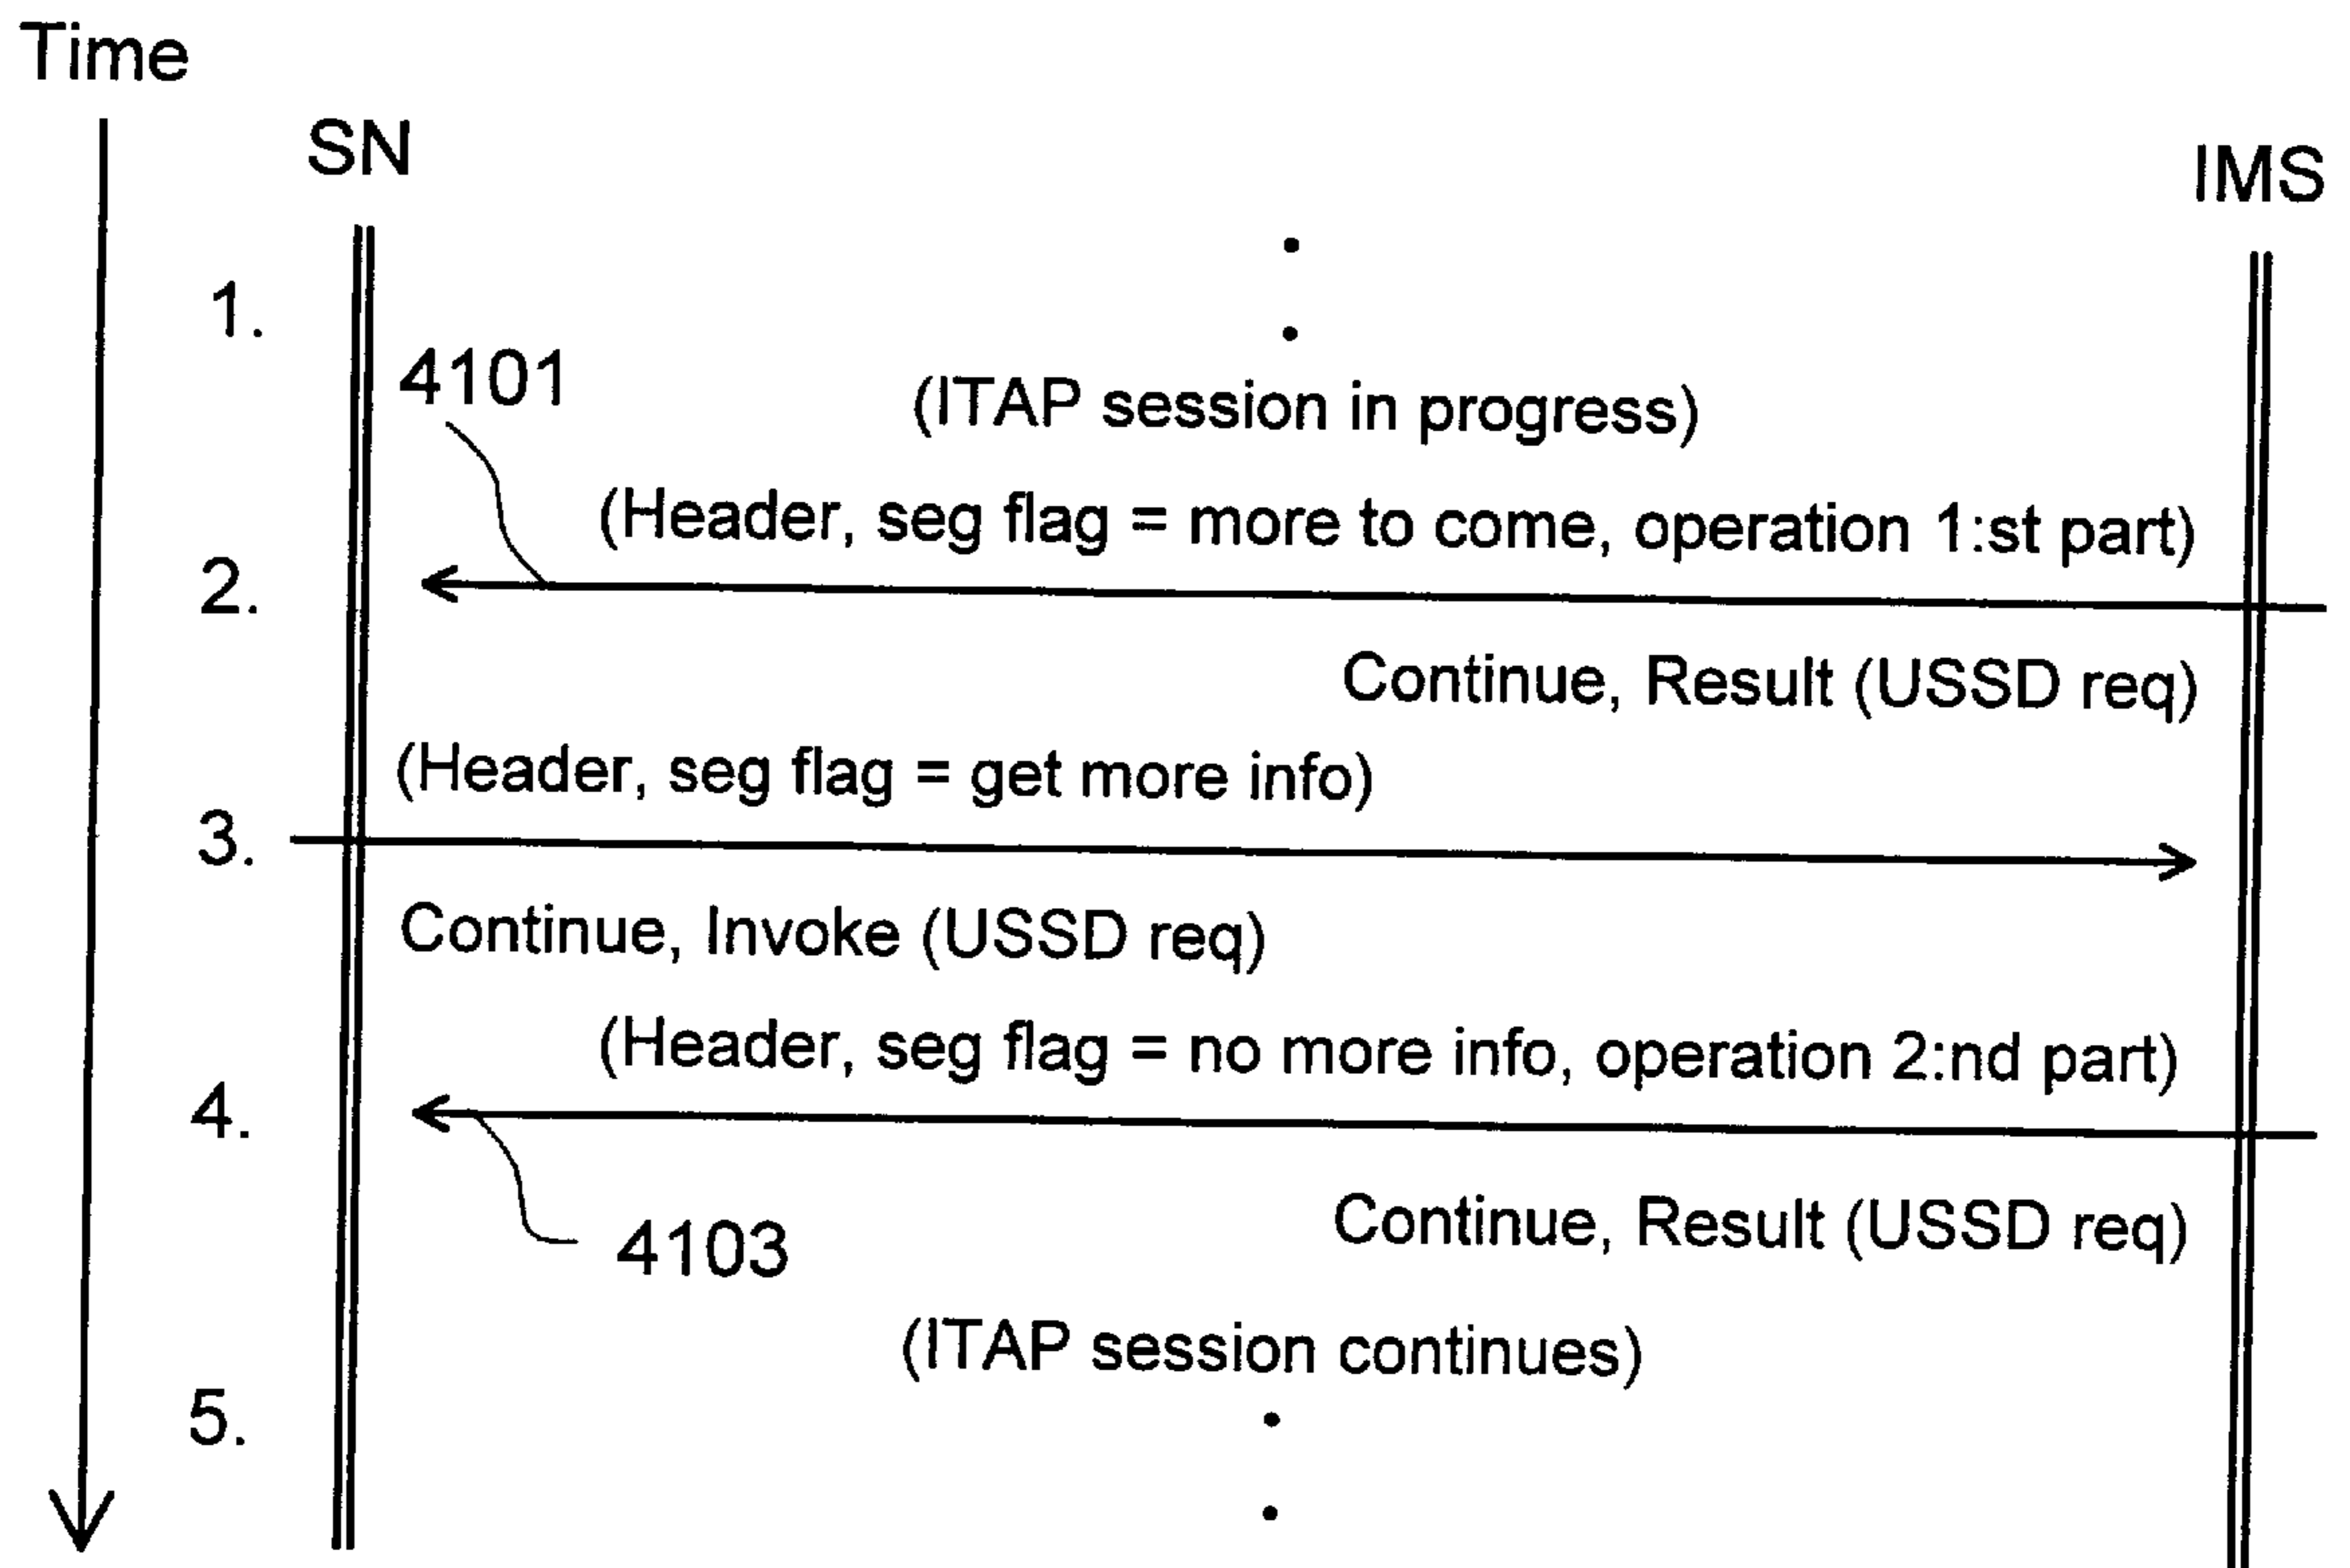 Time
SN
IMS
1.
4101
(ITAP session in progress)
(Header, seg flag = more to come, operation 1:st part)
2.
Continue, Result (USSD req)
(Header, seg flag = get more info)
3.
Continue, Invoke (USSD req)
(Header, seg flag = no more info, operation 2:nd part)
4.
Continue, Result (USSD req)
4103
(ITAP session continues)
5.